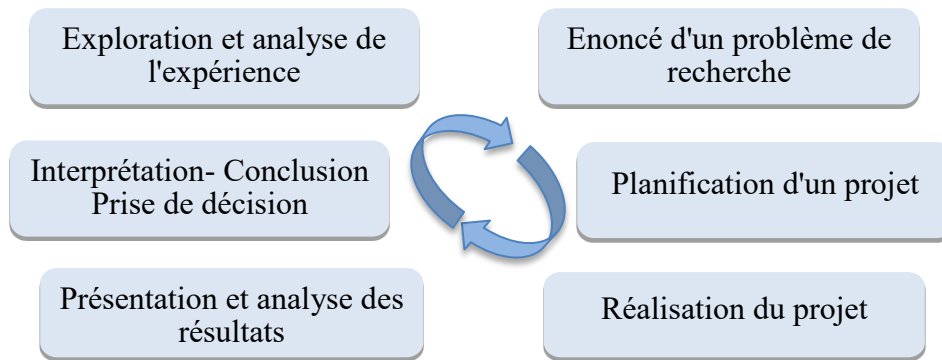 Exploration et analyse de
l'expérience
Enoncé d'un problème de
recherche
Interprétation- Conclusion
Prise de décision
Planification d'un projet
Présentation et analyse des
résultats
Réalisation du projet